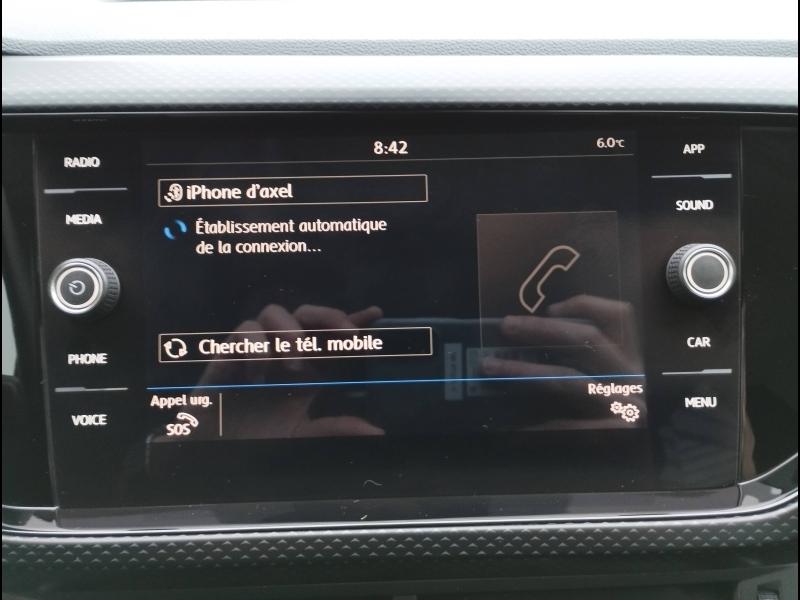 8:42
6.0°C
RADIO
MEDIA
PHONE
VOICE
iPhone d'axel
Établissement automatique
de la connexion...
Chercher le tél. mobile
Appel urg.
SOS
Réglages
APP
SOUND
CAR
MENU